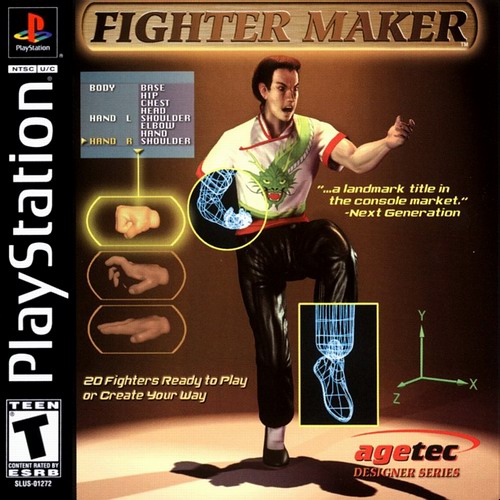 PlayStation
NTSC U/C
PlayStation
FIGHTER MAKER
TM
BODY BASE
HIP
CHEST
HEAD
HAND L SHOULDER
ELBOW
HAND
HAND R SHOULDER
"...a landmark title in
the console market."
-Next Generation
Y
X
Z
20 Fighters Ready to Play
or Create Your Way
TEEN
T
CONTENT RATED BY
ESRB
SLUS-01272
agetec
DESIGNER SERIES